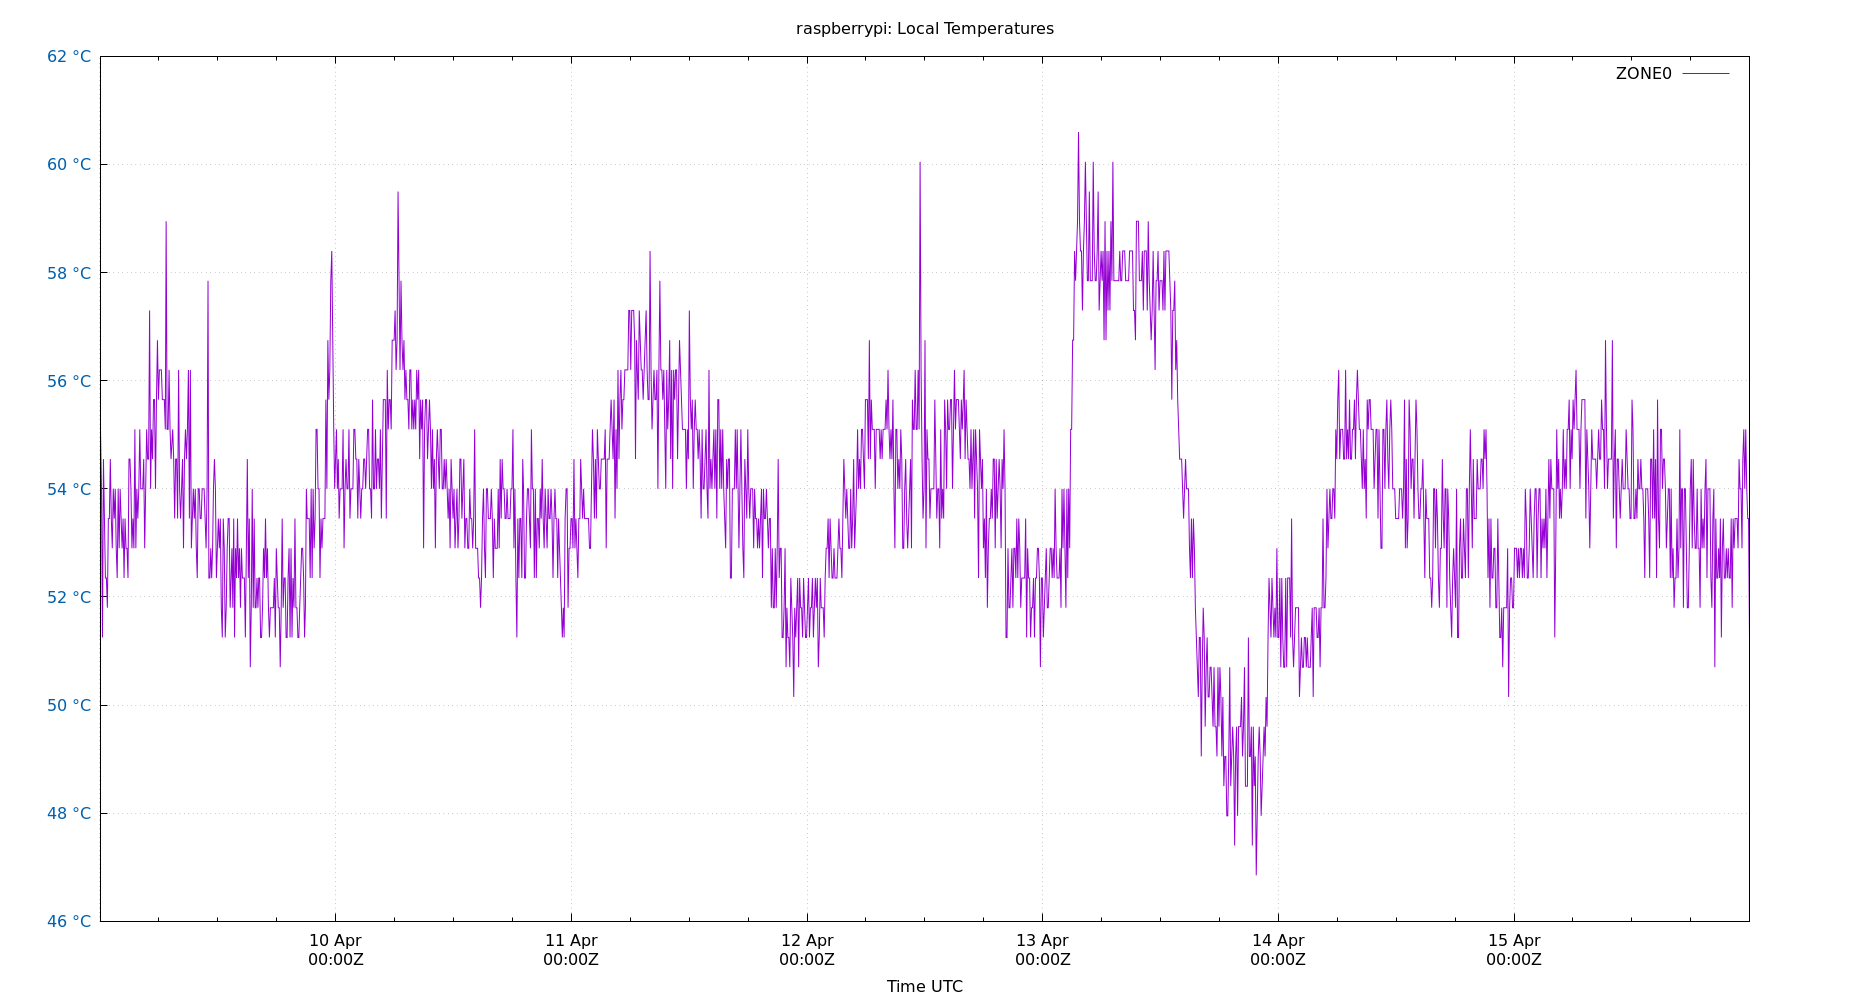 raspberrypi: Local Temperatures
62 °C
ZONE0
60 °C
58 °C
56 °C
54 °C
52 °C
50 °C
48 °C
46 °C
10 Apr
00:00Z
11 Apr
00:00Z
12 Apr
00:00Z
13 Apr
00:00Z
14 Apr
00:00Z
15 Apr
00:00Z
Time UTC